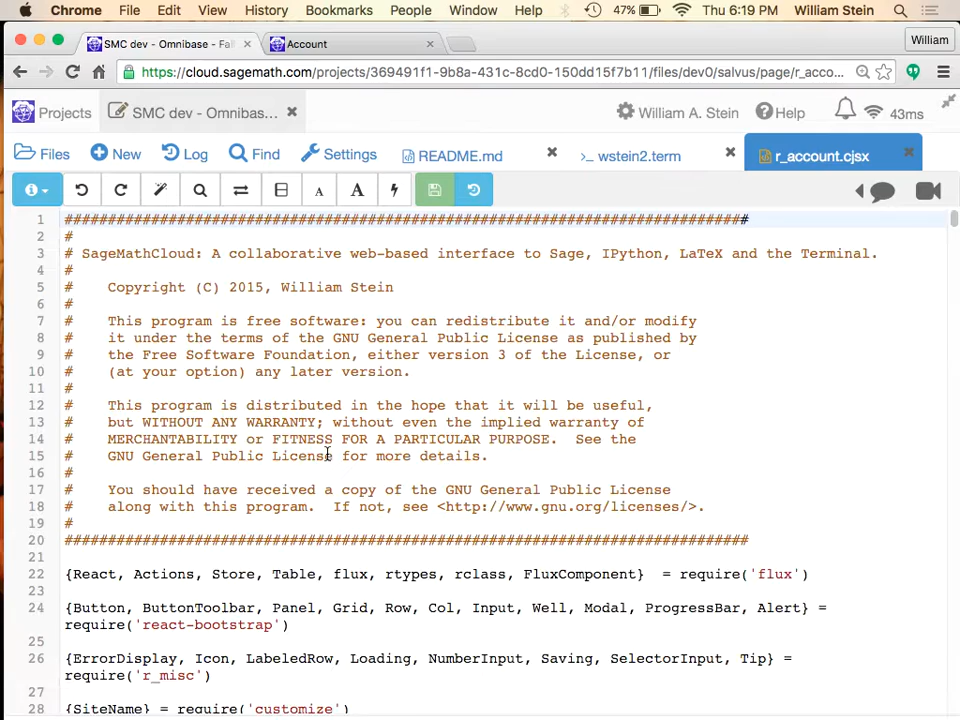 Chrome File Edit View History Bookmarks People Window Help 47% Thu 6:19 PM William Stein
SMC dev - Omnibase - Fal × Account × William
https://cloud.sagemath.com/projects/369491f1-9b8a-431c-8cd0-150dd15f7b11/files/dev0/salvus/page/r_acco...
Projects SMC dev - Omnibas... × William A. Stein Help 43ms
Files New Log Find Settings README.md × >_ wstein2.term × r_account.cjsx ×
i A A
1 ################################################################################
2 #
3 # SageMathCloud: A collaborative web-based interface to Sage, IPython, LaTeX and the Terminal.
4 #
5 # Copyright (C) 2015, William Stein
6 #
7 # This program is free software: you can redistribute it and/or modify
8 # it under the terms of the GNU General Public License as published by
9 # the Free Software Foundation, either version 3 of the License, or
10 # (at your option) any later version.
11 #
12 # This program is distributed in the hope that it will be useful,
13 # but WITHOUT ANY WARRANTY; without even the implied warranty of
14 # MERCHANTABILITY or FITNESS FOR A PARTICULAR PURPOSE. See the
15 # GNU General Public License for more details.
16 #
17 # You should have received a copy of the GNU General Public License
18 # along with this program. If not, see <http://www.gnu.org/licenses/>.
19 #
20 ################################################################################
21
22 {React, Actions, Store, Table, flux, rtypes, rclass, FluxComponent} = require('flux')
23
24 {Button, ButtonToolbar, Panel, Grid, Row, Col, Input, Well, Modal, ProgressBar, Alert} =
require('react-bootstrap')
25
26 {ErrorDisplay, Icon, LabeledRow, Loading, NumberInput, Saving, SelectorInput, Tip} =
require('r_misc')
27
28 {SiteName} = require('customize')